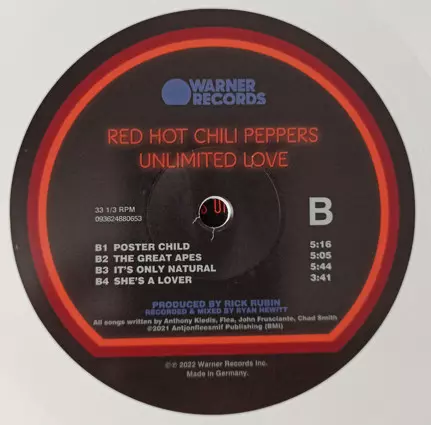 WARNER
RECORDS
RED HOT CHILI PEPPERS
UNLIMITED LOVE
33 1/3 RPM
093624880653
B
B1 POSTER CHILD 5:16
B2 THE GREAT APES 5:05
B3 IT'S ONLY NATURAL 5:44
B4 SHE'S A LOVER 3:41
PRODUCED BY RICK RUBIN
RECORDED & MIXED BY RYAN HEWITT
All songs written by Anthony Kiedis, Flea, John Frusciante, Chad Smith
©2021 Antjonfleesmif Publishing (BMI)
℗© 2022 Warner Records Inc.
Made in Germany.